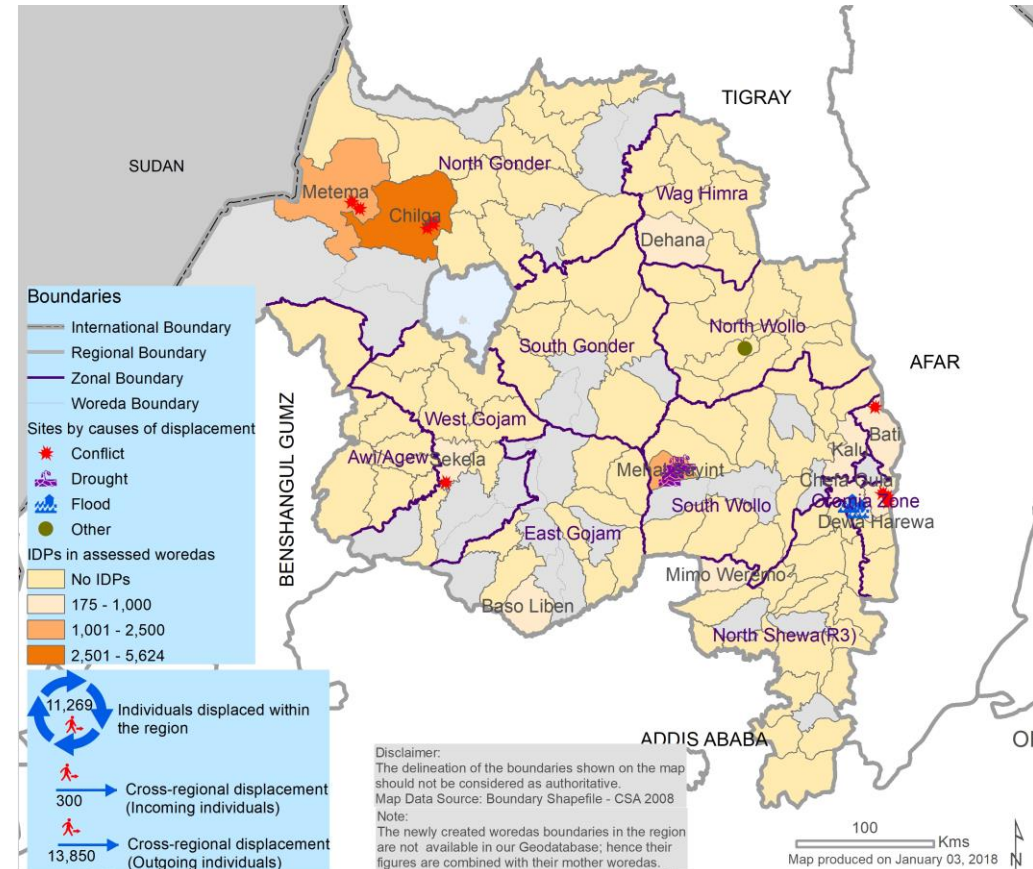 TIGRAY
SUDAN
North Gonder
Metema
Wag Himra
Chilga
Dehana
Boundaries
International Boundary
Regional Boundary
Zonal Boundary
Woreda Boundary
Sites by causes of displacement
Conflict
Drought
Flood
Other
IDPs in assessed woredas
No IDPs
175 - 1,000
1,001 - 2,500
2,501 - 5,624
North Wollo
South Gonder
AFAR
BENSHANGUL GUMZ
West Gojam
Bati
Kalu
Awi/Agew
Sekela
South Wollo
Oromia Zone
Dewa Harewa
East Gojam
Mimo Weremo
Baso Liben
North Shewa(R3)
ADDIS ABABA
11,269
Individuals displaced within
the region
300
Cross-regional displacement
(Incoming individuals)
13,850
Cross-regional displacement
(Outgoing individuals)
Disclaimer:
The delineation of the boundaries shown on the map
should not be considered as authoritative.
Map Data Source: Boundary Shapefile - CSA 2008
Note:
The newly created woredas boundaries in the region
are not available in our Geodatabase; hence their
figures are combined with their mother woredas.
100
Kms
Map produced on January 03, 2018
N